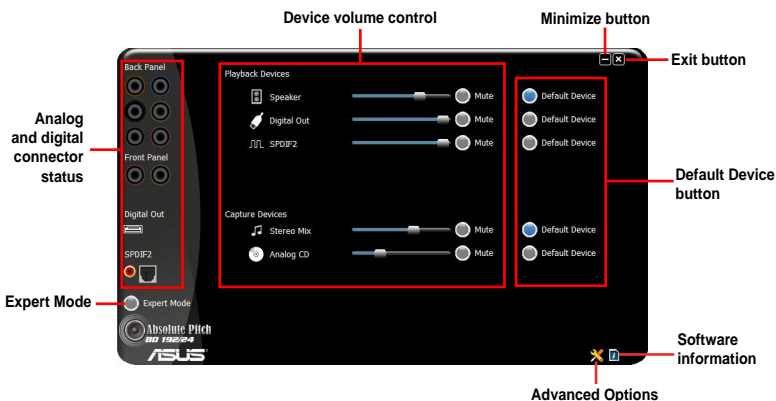 Device volume control
Minimize button
Exit button
Back Panel
Playback Devices
Speaker
Mute
Default Device
Digital Out
Mute
Default Device
SPDIF2
Mute
Default Device
Analog
and digital
connector
status
Front Panel
Default Device
button
Digital Out
Capture Devices
Stereo Mix
Mute
Default Device
SPDIF2
Analog CD
Mute
Default Device
Expert Mode
Expert Mode
Absolute Pitch
BD 192/24
ASUS
Software
information
Advanced Options